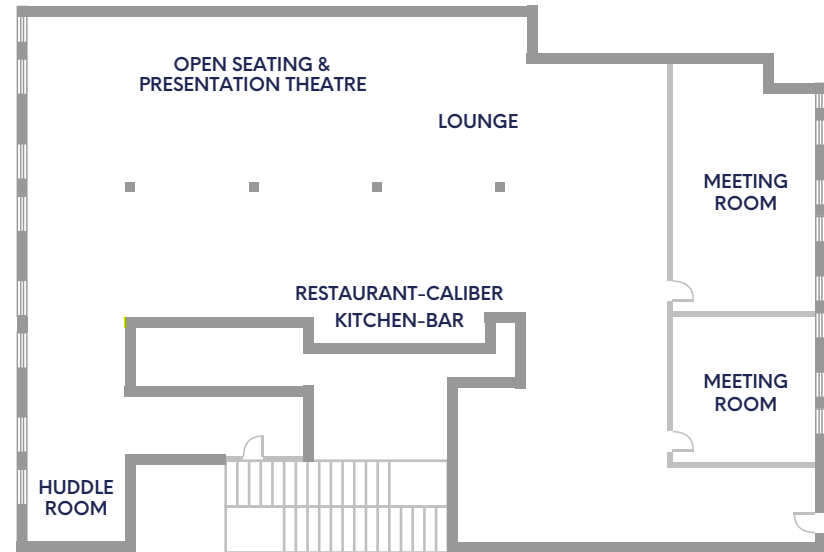 OPEN SEATING &
PRESENTATION THEATRE
LOUNGE
MEETING
ROOM
RESTAURANT-CALIBER
KITCHEN-BAR
MEETING
ROOM
HUDDLE
ROOM